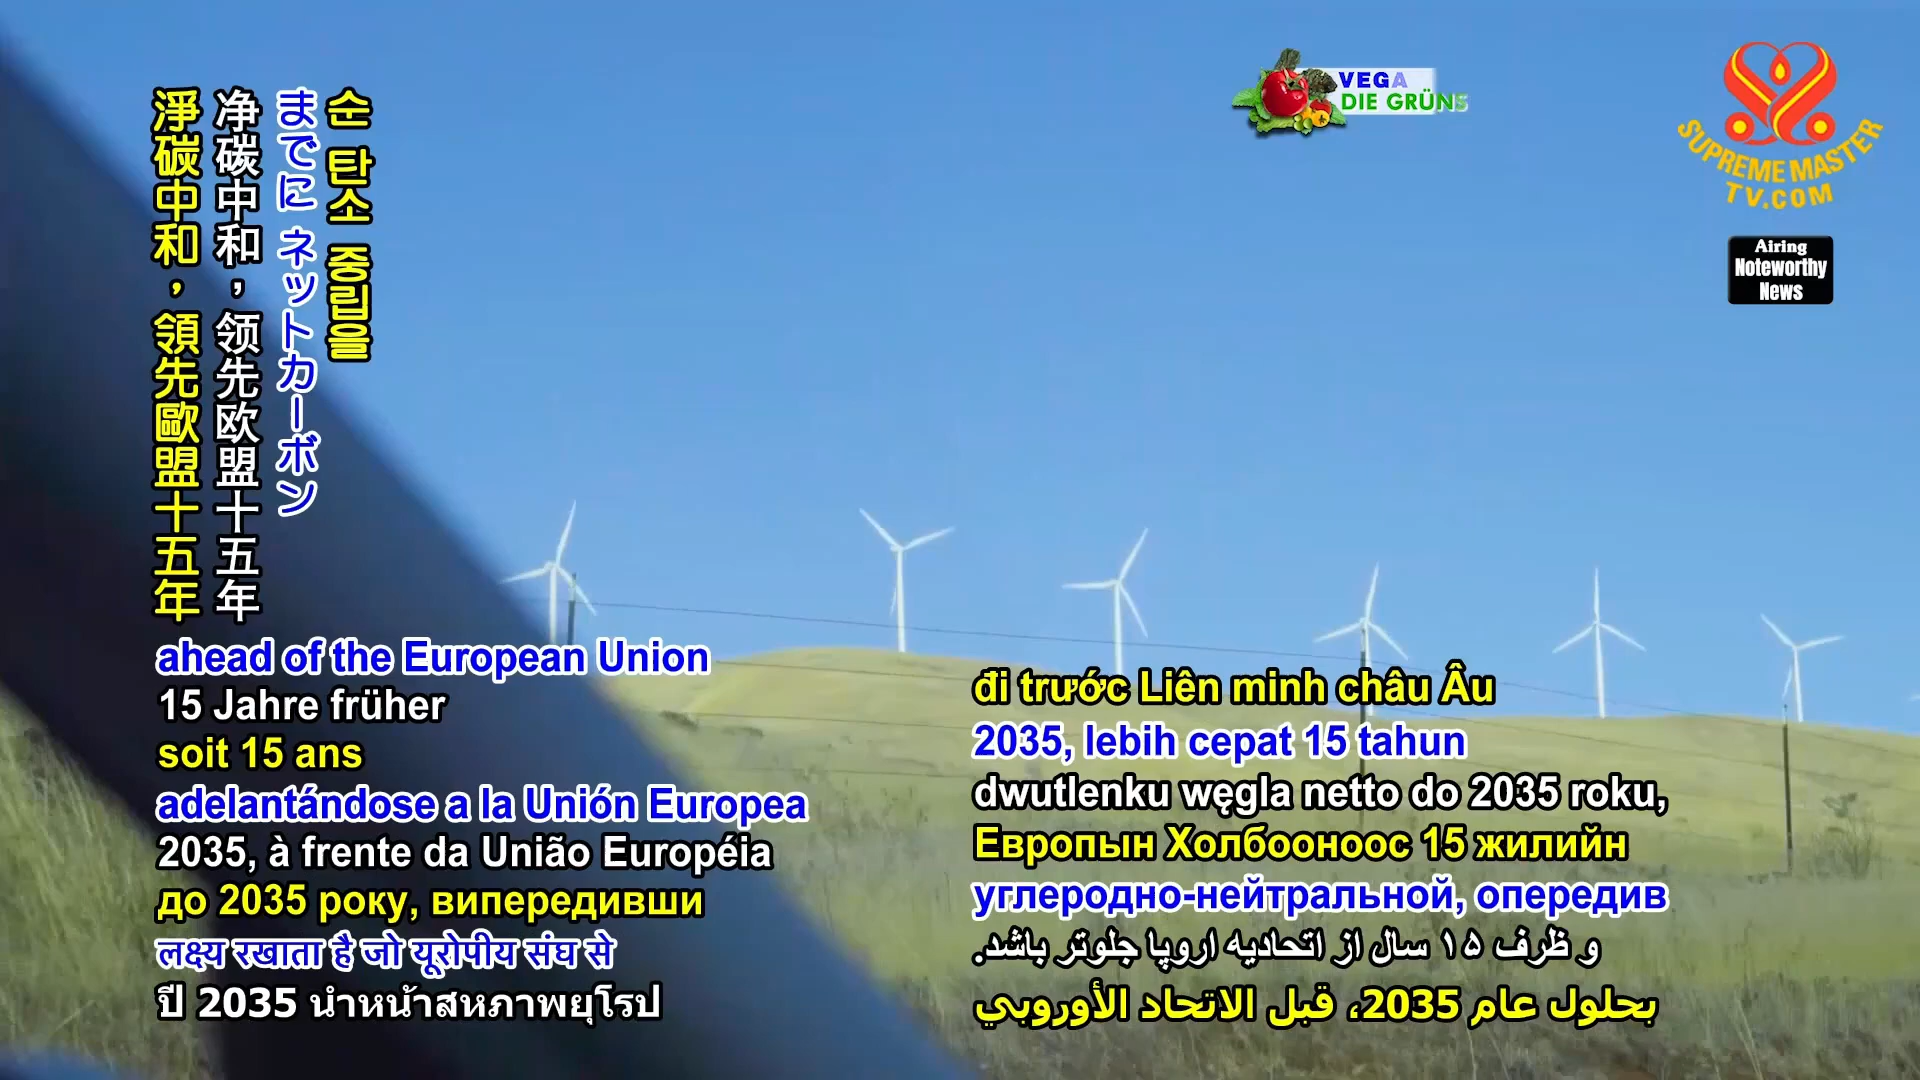 淨碳中和，領先歐盟十五年
净碳中和，领先欧盟十五年
までに ネットカーボン
순 탄소 중립을
VEGA
DIE GRÜNS
SUPREME MASTER
TV.COM
Airing
Noteworthy
News
ahead of the European Union
15 Jahre früher
soit 15 ans
adelantándose a la Unión Europea
2035, à frente da União Européia
до 2035 року, випередивши
लक्ष्य रखाता है जो यूरोपीय संघ से
ปี 2035 นำหน้าสหภาพยุโรป
đi trước Liên minh châu Âu
2035, lebih cepat 15 tahun
dwutlenku węgla netto do 2035 roku,
Европын Холбооноос 15 жилийн
углеродно-нейтральной, опередив
و ظرف ۱۵ سال از اتحادیه اروپا جلوتر باشد.
بحلول عام 2035، قبل الاتحاد الأوروبي